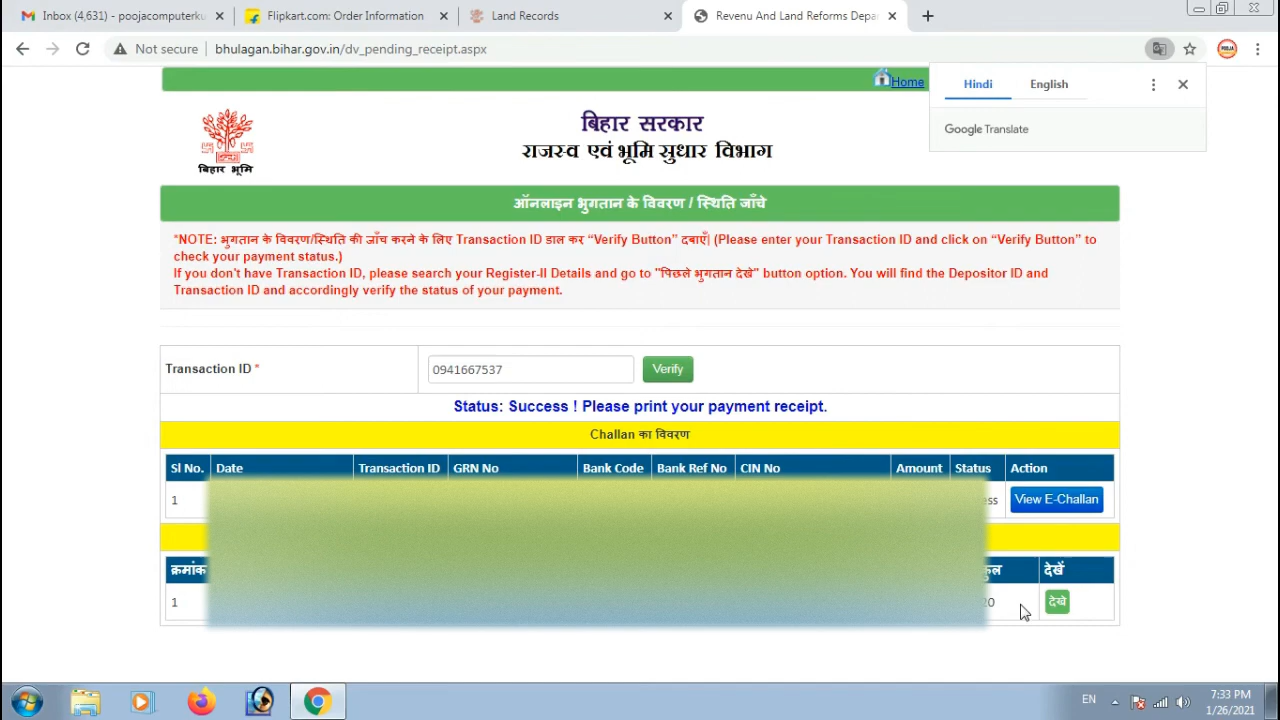 Inbox (4,631) - poojacomputerku
Flipkart.com: Order Information
Land Records
Revenu And Land Reforms Depa
Not secure
bhulagan.bihar.gov.in/dv_pending_receipt.aspx
POOJA
Home
Hindi
English
Google Translate
बिहार सरकार
राजस्व एवं भूमि सुधार विभाग
बिहार भूमि
ऑनलाइन भुगतान के विवरण / स्थिति जाँचे
*NOTE: भुगतान के विवरण/स्थिति की जाँच करने के लिए Transaction ID डाल कर “Verify Button” दबाएँ| (Please enter your Transaction ID and click on “Verify Button” to
check your payment status.)
If you don't have Transaction ID, please search your Register-II Details and go to "पिछले भुगतान देखे" button option. You will find the Depositor ID and
Transaction ID and accordingly verify the status of your payment.
Transaction ID *
0941667537
Verify
Status: Success ! Please print your payment receipt.
Challan का विवरण
Sl No. Date Transaction ID GRN No Bank Code Bank Ref No CIN No Amount Status Action
1 ess View E-Challan
क्रमांक कुल देखें
1 20 देखे
EN
7:33 PM
1/26/2021